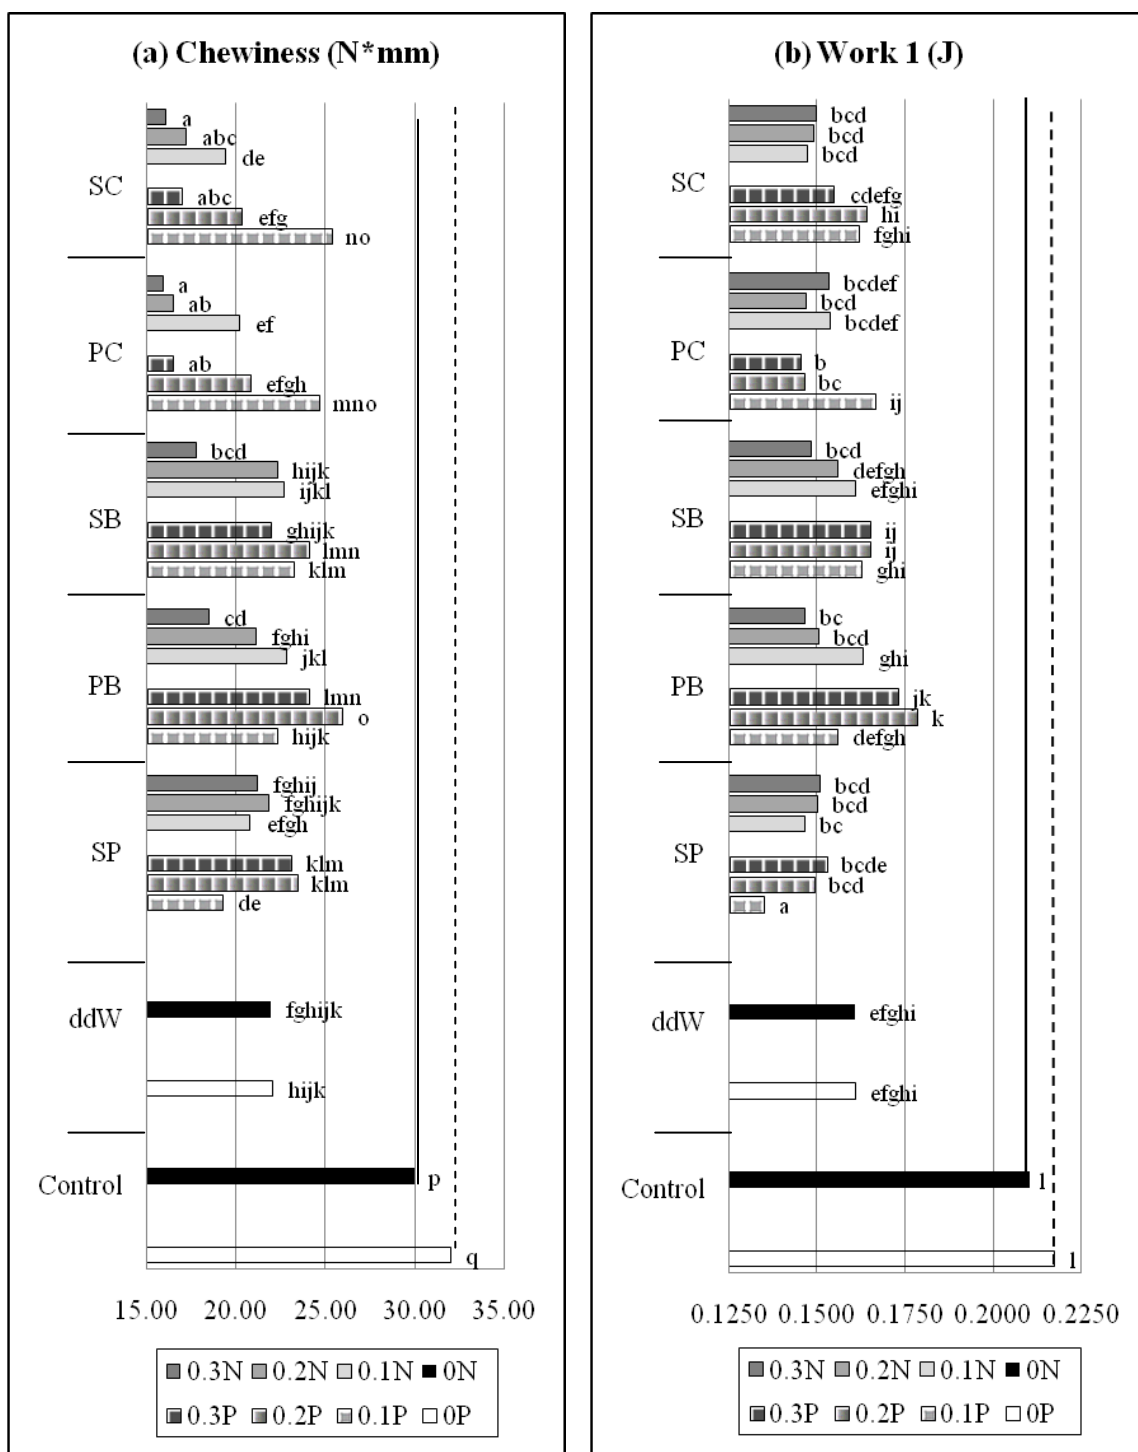 (a) Chewiness (N*mm)
a
abc
de
SC
abc
efg
no
a
ab
ef
PC
ab
efgh
mno
bcd
hijk
ijkl
SB
ghijk
lmn
klm
cd
fghi
jkl
PB
lmn
o
hijk
fghij
fghijk
efgh
SP
klm
klm
de
fghijk
ddW
hijk
p
Control
q
15.00 20.00 25.00 30.00 35.00
0.3N 0.2N 0.1N 0N
0.3P 0.2P 0.1P 0P
(b) Work 1 (J)
bcd
bcd
bcd
SC
cdefg
hi
fghi
bcdef
bcd
bcdef
PC
b
bc
ij
bcd
defgh
efghi
SB
ij
ij
ghi
bc
bcd
ghi
PB
jk
k
defgh
bcd
bcd
bc
SP
bcde
bcd
a
efghi
ddW
efghi
l
Control
l
0.1250 0.1500 0.1750 0.2000 0.2250
0.3N 0.2N 0.1N 0N
0.3P 0.2P 0.1P 0P